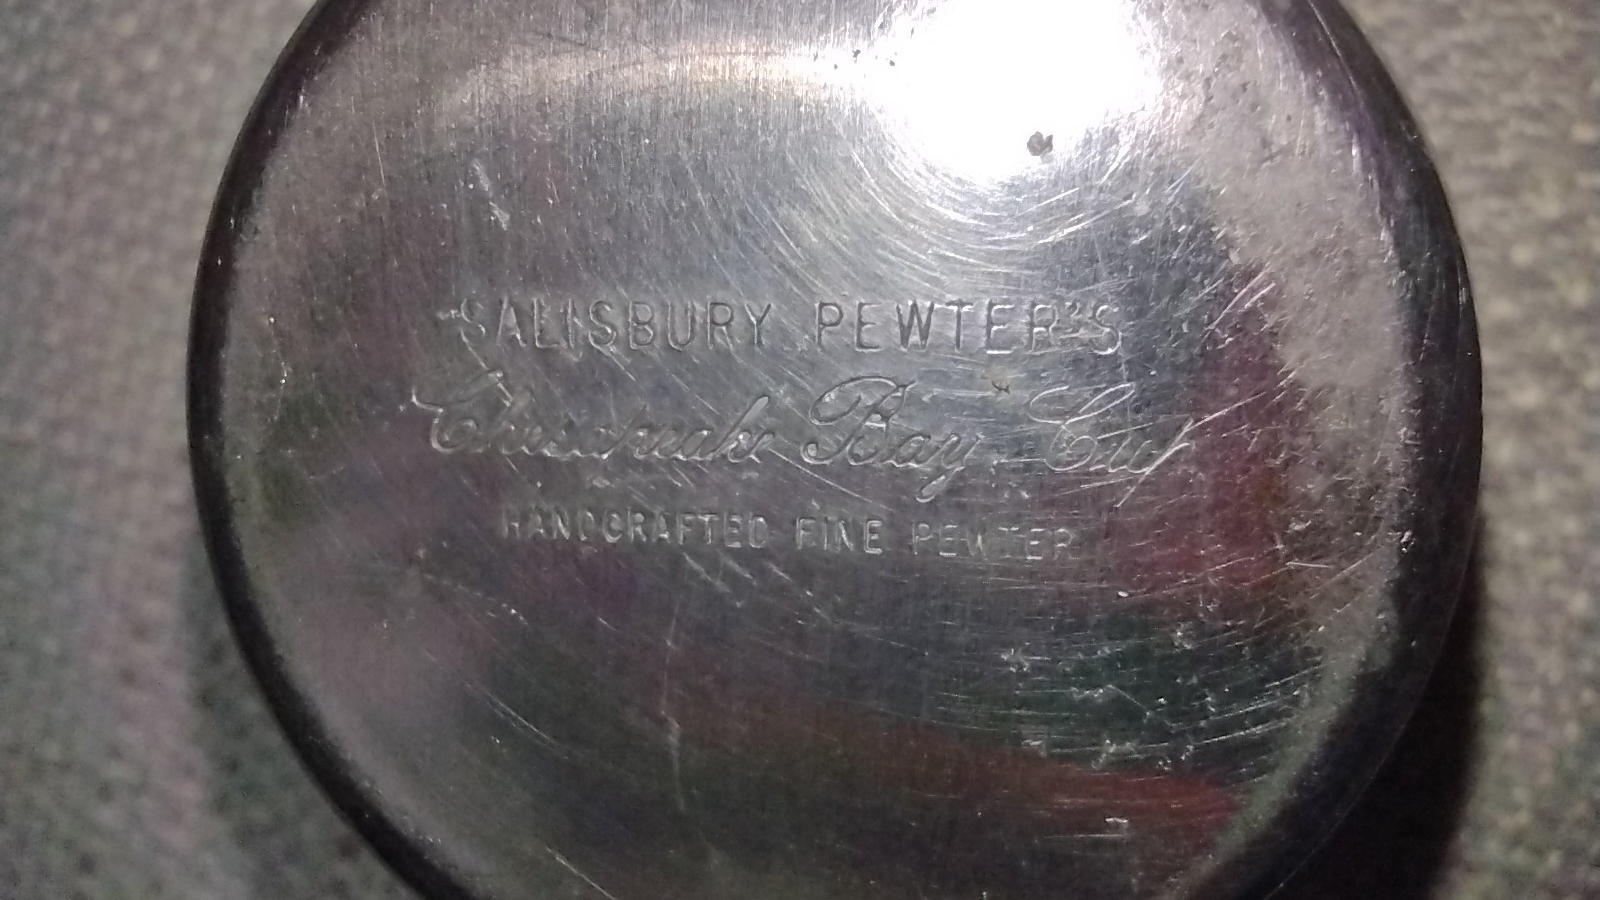 SALISBURY PEWTER'S
Chesapeake Bay Cup
HANDCRAFTED FINE PEWTER